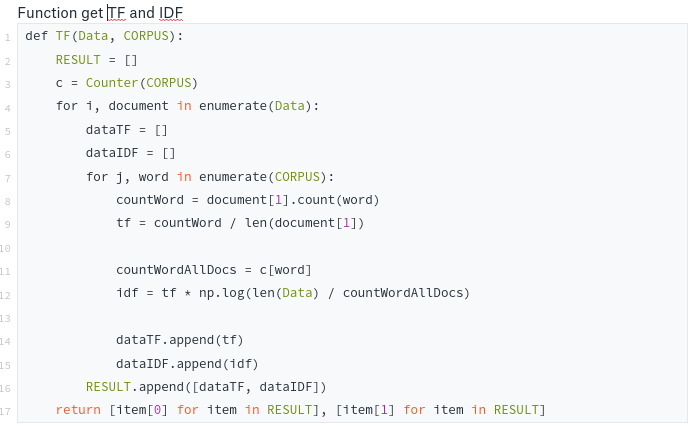 Function get TF and IDF
1 def TF(Data, CORPUS):
2     RESULT = []
3     c = Counter(CORPUS)
4     for i, document in enumerate(Data):
5         dataTF = []
6         dataIDF = []
7         for j, word in enumerate(CORPUS):
8             countWord = document[1].count(word)
9             tf = countWord / len(document[1])
10
11             countWordAllDocs = c[word]
12             idf = tf * np.log(len(Data) / countWordAllDocs)
13
14             dataTF.append(tf)
15             dataIDF.append(idf)
16         RESULT.append([dataTF, dataIDF])
17     return [item[0] for item in RESULT], [item[1] for item in RESULT]